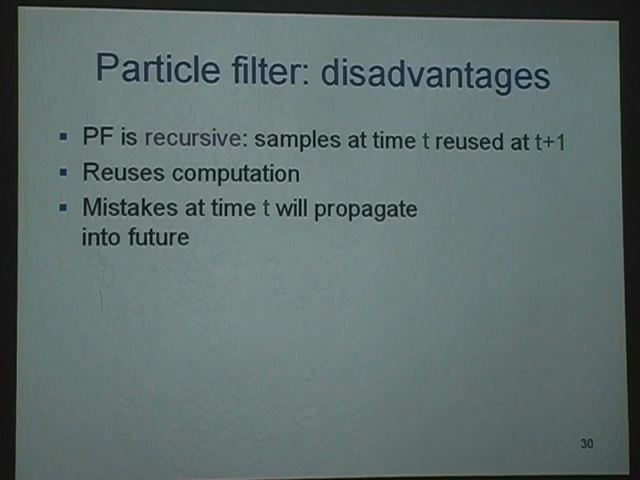 Particle filter: disadvantages
▪ PF is recursive: samples at time t reused at t+1
▪ Reuses computation
▪ Mistakes at time t will propagate
into future
30